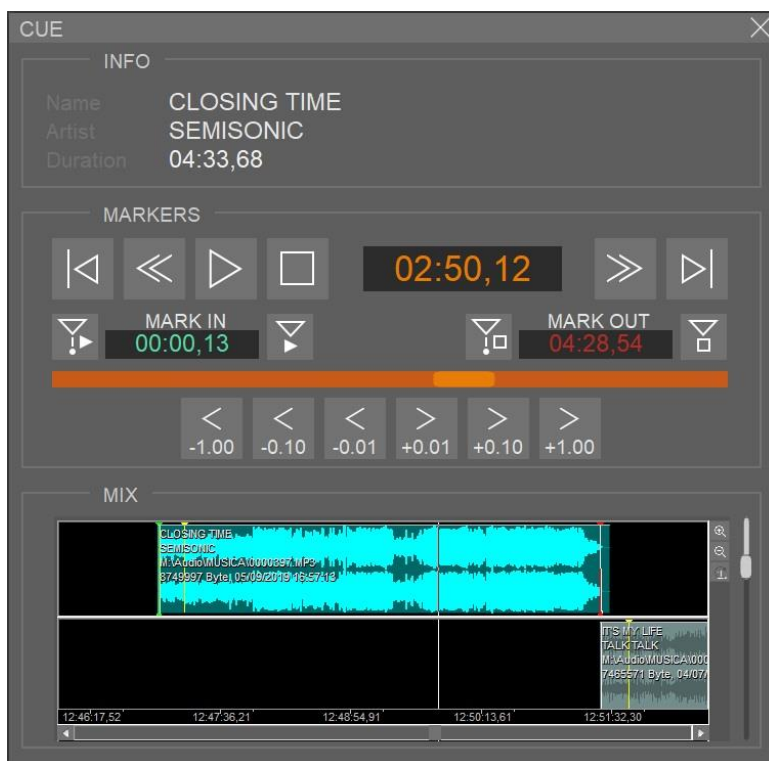 CUE
INFO
Name CLOSING TIME
Artist SEMISONIC
Duration 04:33,68
MARKERS
02:50,12
MARK IN
00:00,13
MARK OUT
04:28,54
-1.00 -0.10 -0.01 +0.01 +0.10 +1.00
MIX
CLOSING TIME
SEMISONIC
M:\Audio\MUSICA\0000397.MP3
8749997 Byte, 05/09/2019 16:57:13
IT'S MY LIFE
TALK TALK
M:\Audio\MUSICA\000
7465571 Byte, 04/07/
12:46:17,52 12:47:36,21 12:48:54,91 12:50:13,61 12:51:32,30